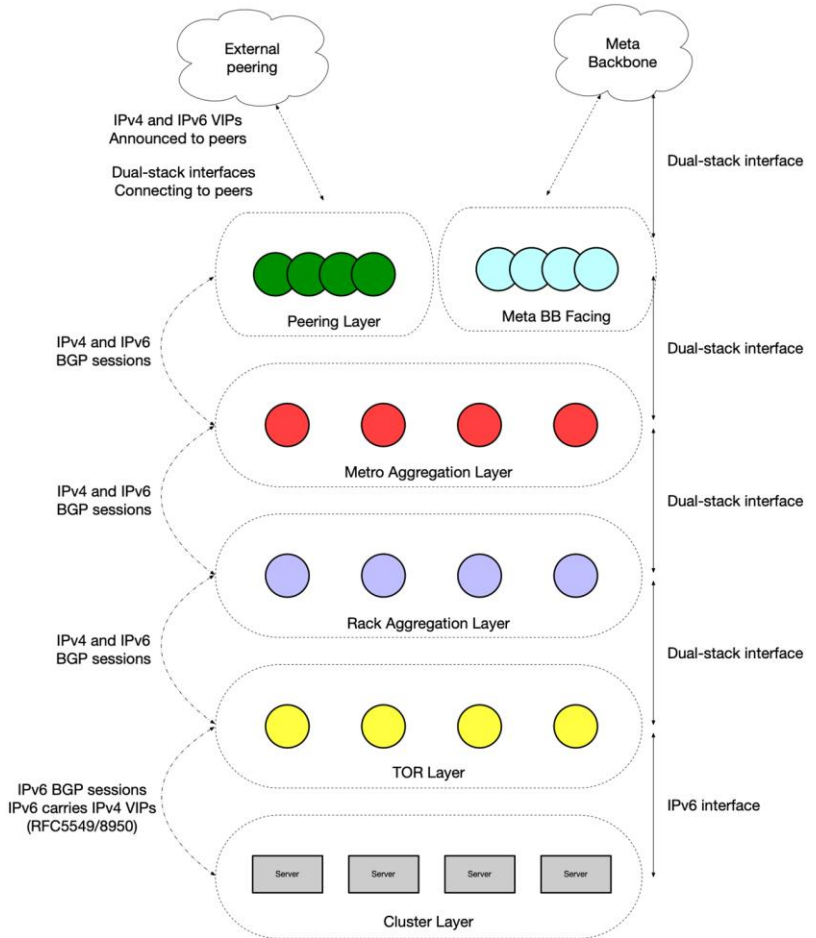 External
peering
Meta
Backbone
IPv4 and IPv6 VIPs
Announced to peers
Dual-stack interfaces
Connecting to peers
Dual-stack interface
Peering Layer
Meta BB Facing
IPv4 and IPv6
BGP sessions
Dual-stack interface
Metro Aggregation Layer
IPv4 and IPv6
BGP sessions
Dual-stack interface
Rack Aggregation Layer
IPv4 and IPv6
BGP sessions
Dual-stack interface
TOR Layer
IPv6 BGP sessions
IPv6 carries IPv4 VIPs
(RFC5549/8950)
IPv6 interface
Server
Server
Server
Server
Cluster Layer